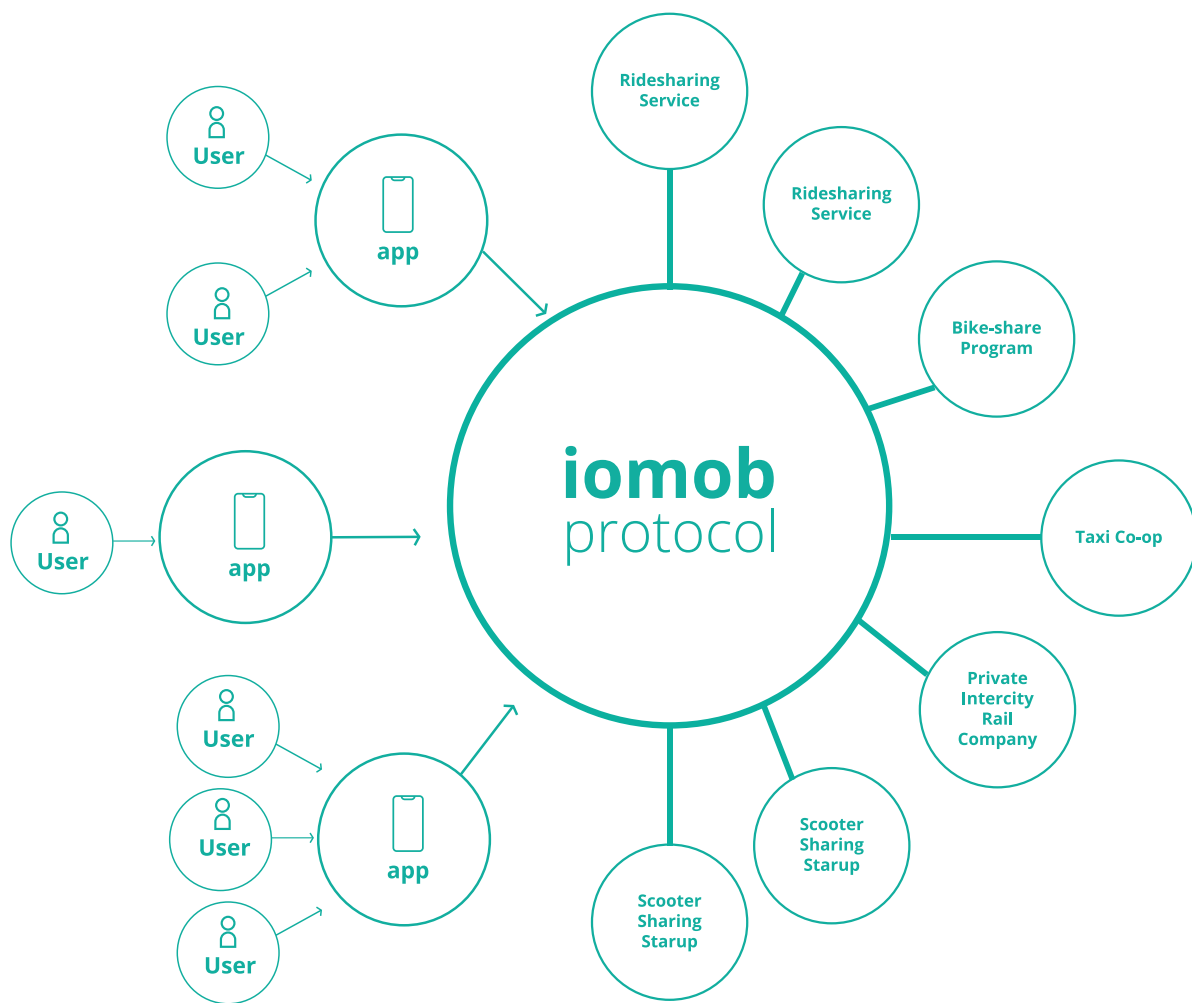 Ridesharing
Service
Ridesharing
Service
Bike-share
Program
Taxi Co-op
Private
Intercity
Rail
Company
Scooter
Sharing
Starup
Scooter
Sharing
Starup
iomob
protocol
User
User
app
User
app
User
User
User
app